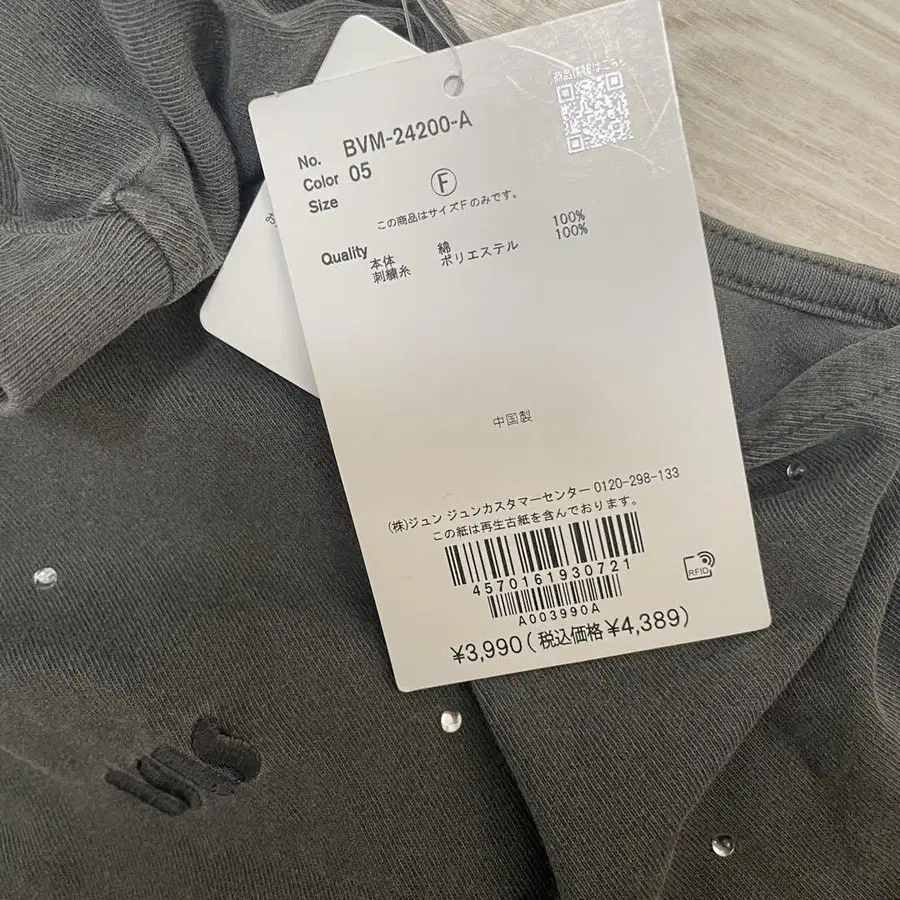 商品情報はこちら
No. BVM-24200-A
Color 05
Size
Ⓕ
この商品はサイズFのみです。
Quality
本体 綿 100%
刺繍糸 ポリエステル 100%
中国製
(株)ジュン ジュンカスタマーセンター 0120-298-133
この紙は再生古紙を含んでおります。
4570161930721
RFID
A003990A
¥3,990(税込価格¥4,389)
VIS